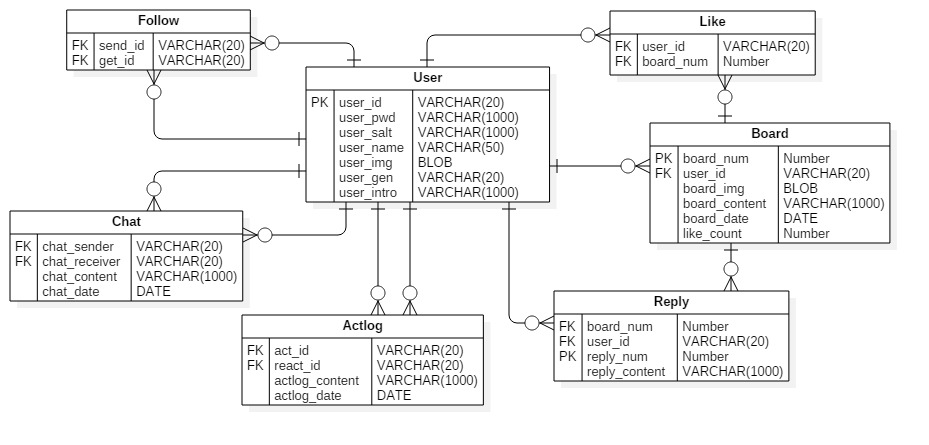 Follow
FK send_id VARCHAR(20)
FK get_id VARCHAR(20)
Like
FK user_id VARCHAR(20)
FK board_num Number
User
PK user_id VARCHAR(20)
user_pwd VARCHAR(1000)
user_salt VARCHAR(1000)
user_name VARCHAR(50)
user_img BLOB
user_gen VARCHAR(20)
user_intro VARCHAR(1000)
Board
PK board_num Number
FK user_id VARCHAR(20)
board_img BLOB
board_content VARCHAR(1000)
board_date DATE
like_count Number
Chat
FK chat_sender VARCHAR(20)
FK chat_receiver VARCHAR(20)
chat_content VARCHAR(1000)
chat_date DATE
Actlog
FK act_id VARCHAR(20)
FK react_id VARCHAR(20)
actlog_content VARCHAR(1000)
actlog_date DATE
Reply
FK board_num Number
FK user_id VARCHAR(20)
PK reply_num Number
reply_content VARCHAR(1000)